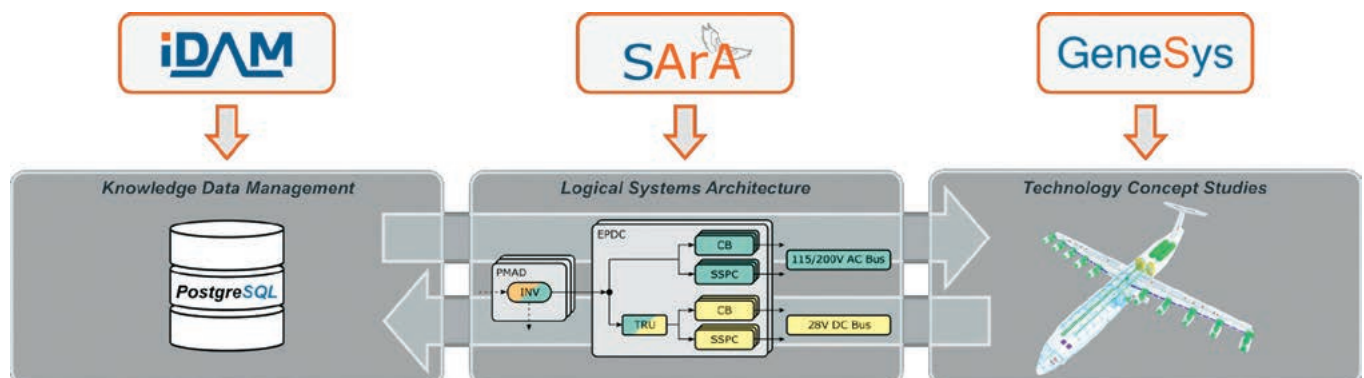 iDAM
SArA
GeneSys
Knowledge Data Management
Logical Systems Architecture
Technology Concept Studies
PostgreSQL
PMAD
INV
EPDC
CB
SSPC
115/200V AC Bus
TRU
CB
SSPC
28V DC Bus